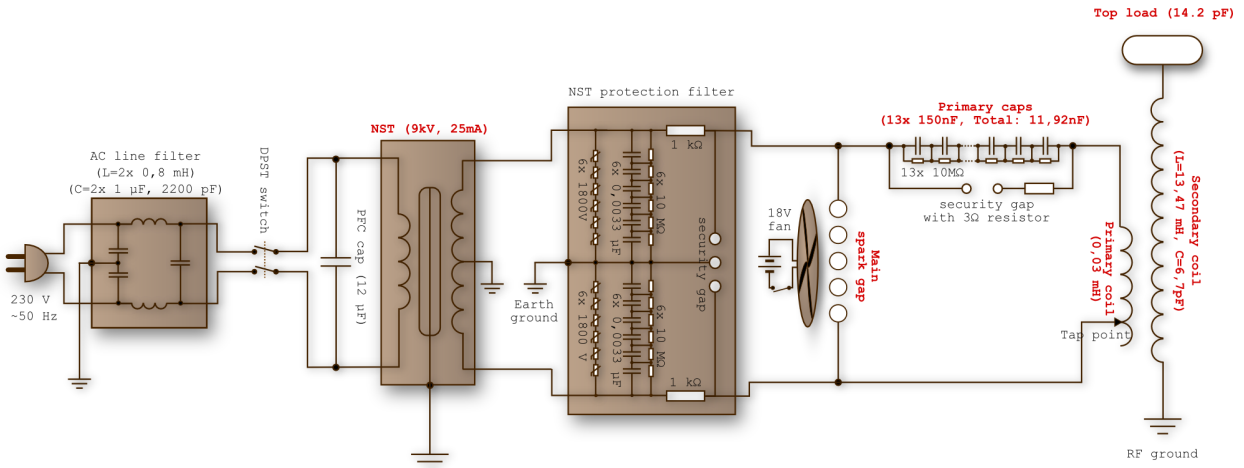 Top load (14.2 pF)
NST protection filter
Primary caps
(13x 150nF, Total: 11,92nF)
NST (9kV, 25mA)
AC line filter
(L=2x 0,8 mH)
(C=2x 1 µF, 2200 pF)
DPST switch
1 kΩ
13x 10MΩ
6x 1800V
6x 0,0033 µF
6x 10 MΩ
security gap
with 3Ω resistor
18V
fan
PFC cap (12 µF)
security gap
Main
spark gap
Primary coil
(0,03 mH)
Secondary coil
(L=13,47 mH, C=6,7pF)
230 V
~50 Hz
Earth
ground
6x 1800 V
6x 0,0033 µF
6x 10 MΩ
Tap point
1 kΩ
RF ground